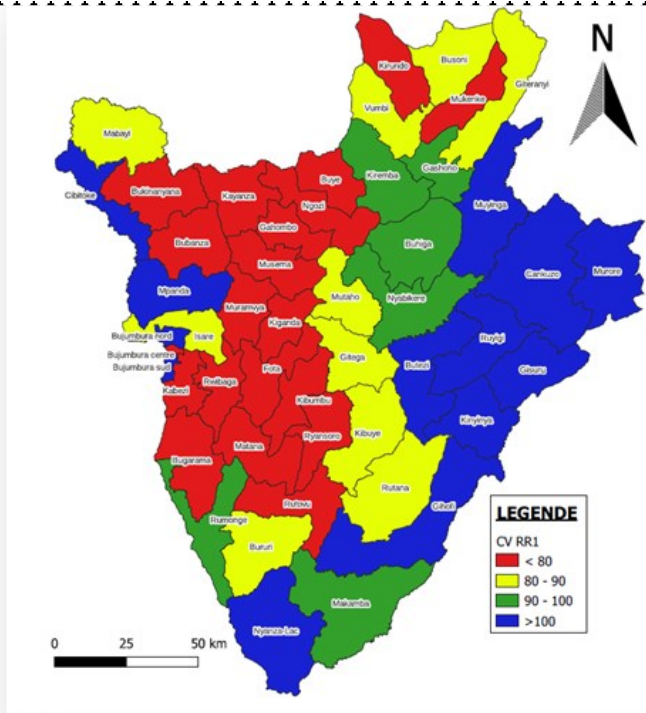 N
Kirundo
Busoni
Giteranyi
Vumbi
Mukenke
Mabayi
Cibitoke
Bukinanyana
Kayanza
Buye
Kiremba
Gashoho
Ngozi
Muyinga
Gahombo
Bubanza
Buhiga
Musema
Cankuzo
Murore
Mpanda
Mutaho
Nyabikere
Muramvya
Kiganda
Bujumbura nord
Isare
Ruyigi
Bujumbura centre
Gitega
Bujumbura sud
Fota
Butezi
Gisuru
Kabezi
Rwibaga
Kibumbu
Kinyinya
Ryansoro
Kibuye
Matana
Bugarama
Rutana
Rutovu
Gihofi
Rumonge
Bururi
Makamba
Nyanza-Lac
LEGENDE
CV RR1
< 80
80 - 90
90 - 100
>100
0 25 50 km